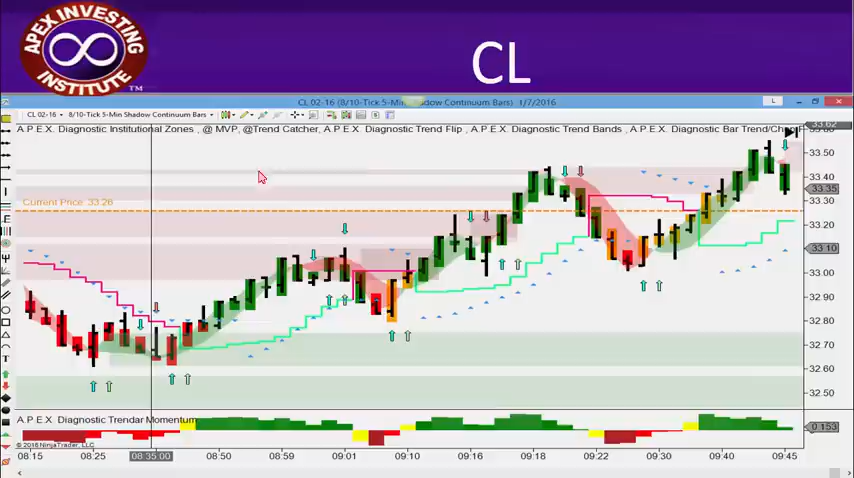 APEX INVESTING
INSTITUTE
TM
CL
CL 02-16 (8/10-Tick 5-Min Shadow Continuum Bars) 1/7/2016
L
CL 02-16
8/10-Tick 5-Min Shadow Continuum Bars
A.P.E.X. Diagnostic Institutional Zones , @ MVP, @Trend Catcher, A.P.E.X. Diagnostic Trend Flip , A.P.E.X. Diagnostic Trend Bands , A.P.E.X. Diagnostic Bar Trend/Chop
33.62
33.50
33.40
33.35
33.30
Current Price: 33.26
33.20
33.10
33.00
32.90
32.80
32.70
32.60
32.50
A.P.E.X. Diagnostic Trendar Momentum
0.153
© 2016 NinjaTrader, LLC
08:15 08:25 08:35:00 08:50 08:59 09:01 09:10 09:16 09:18 09:22 09:30 09:40 09:45